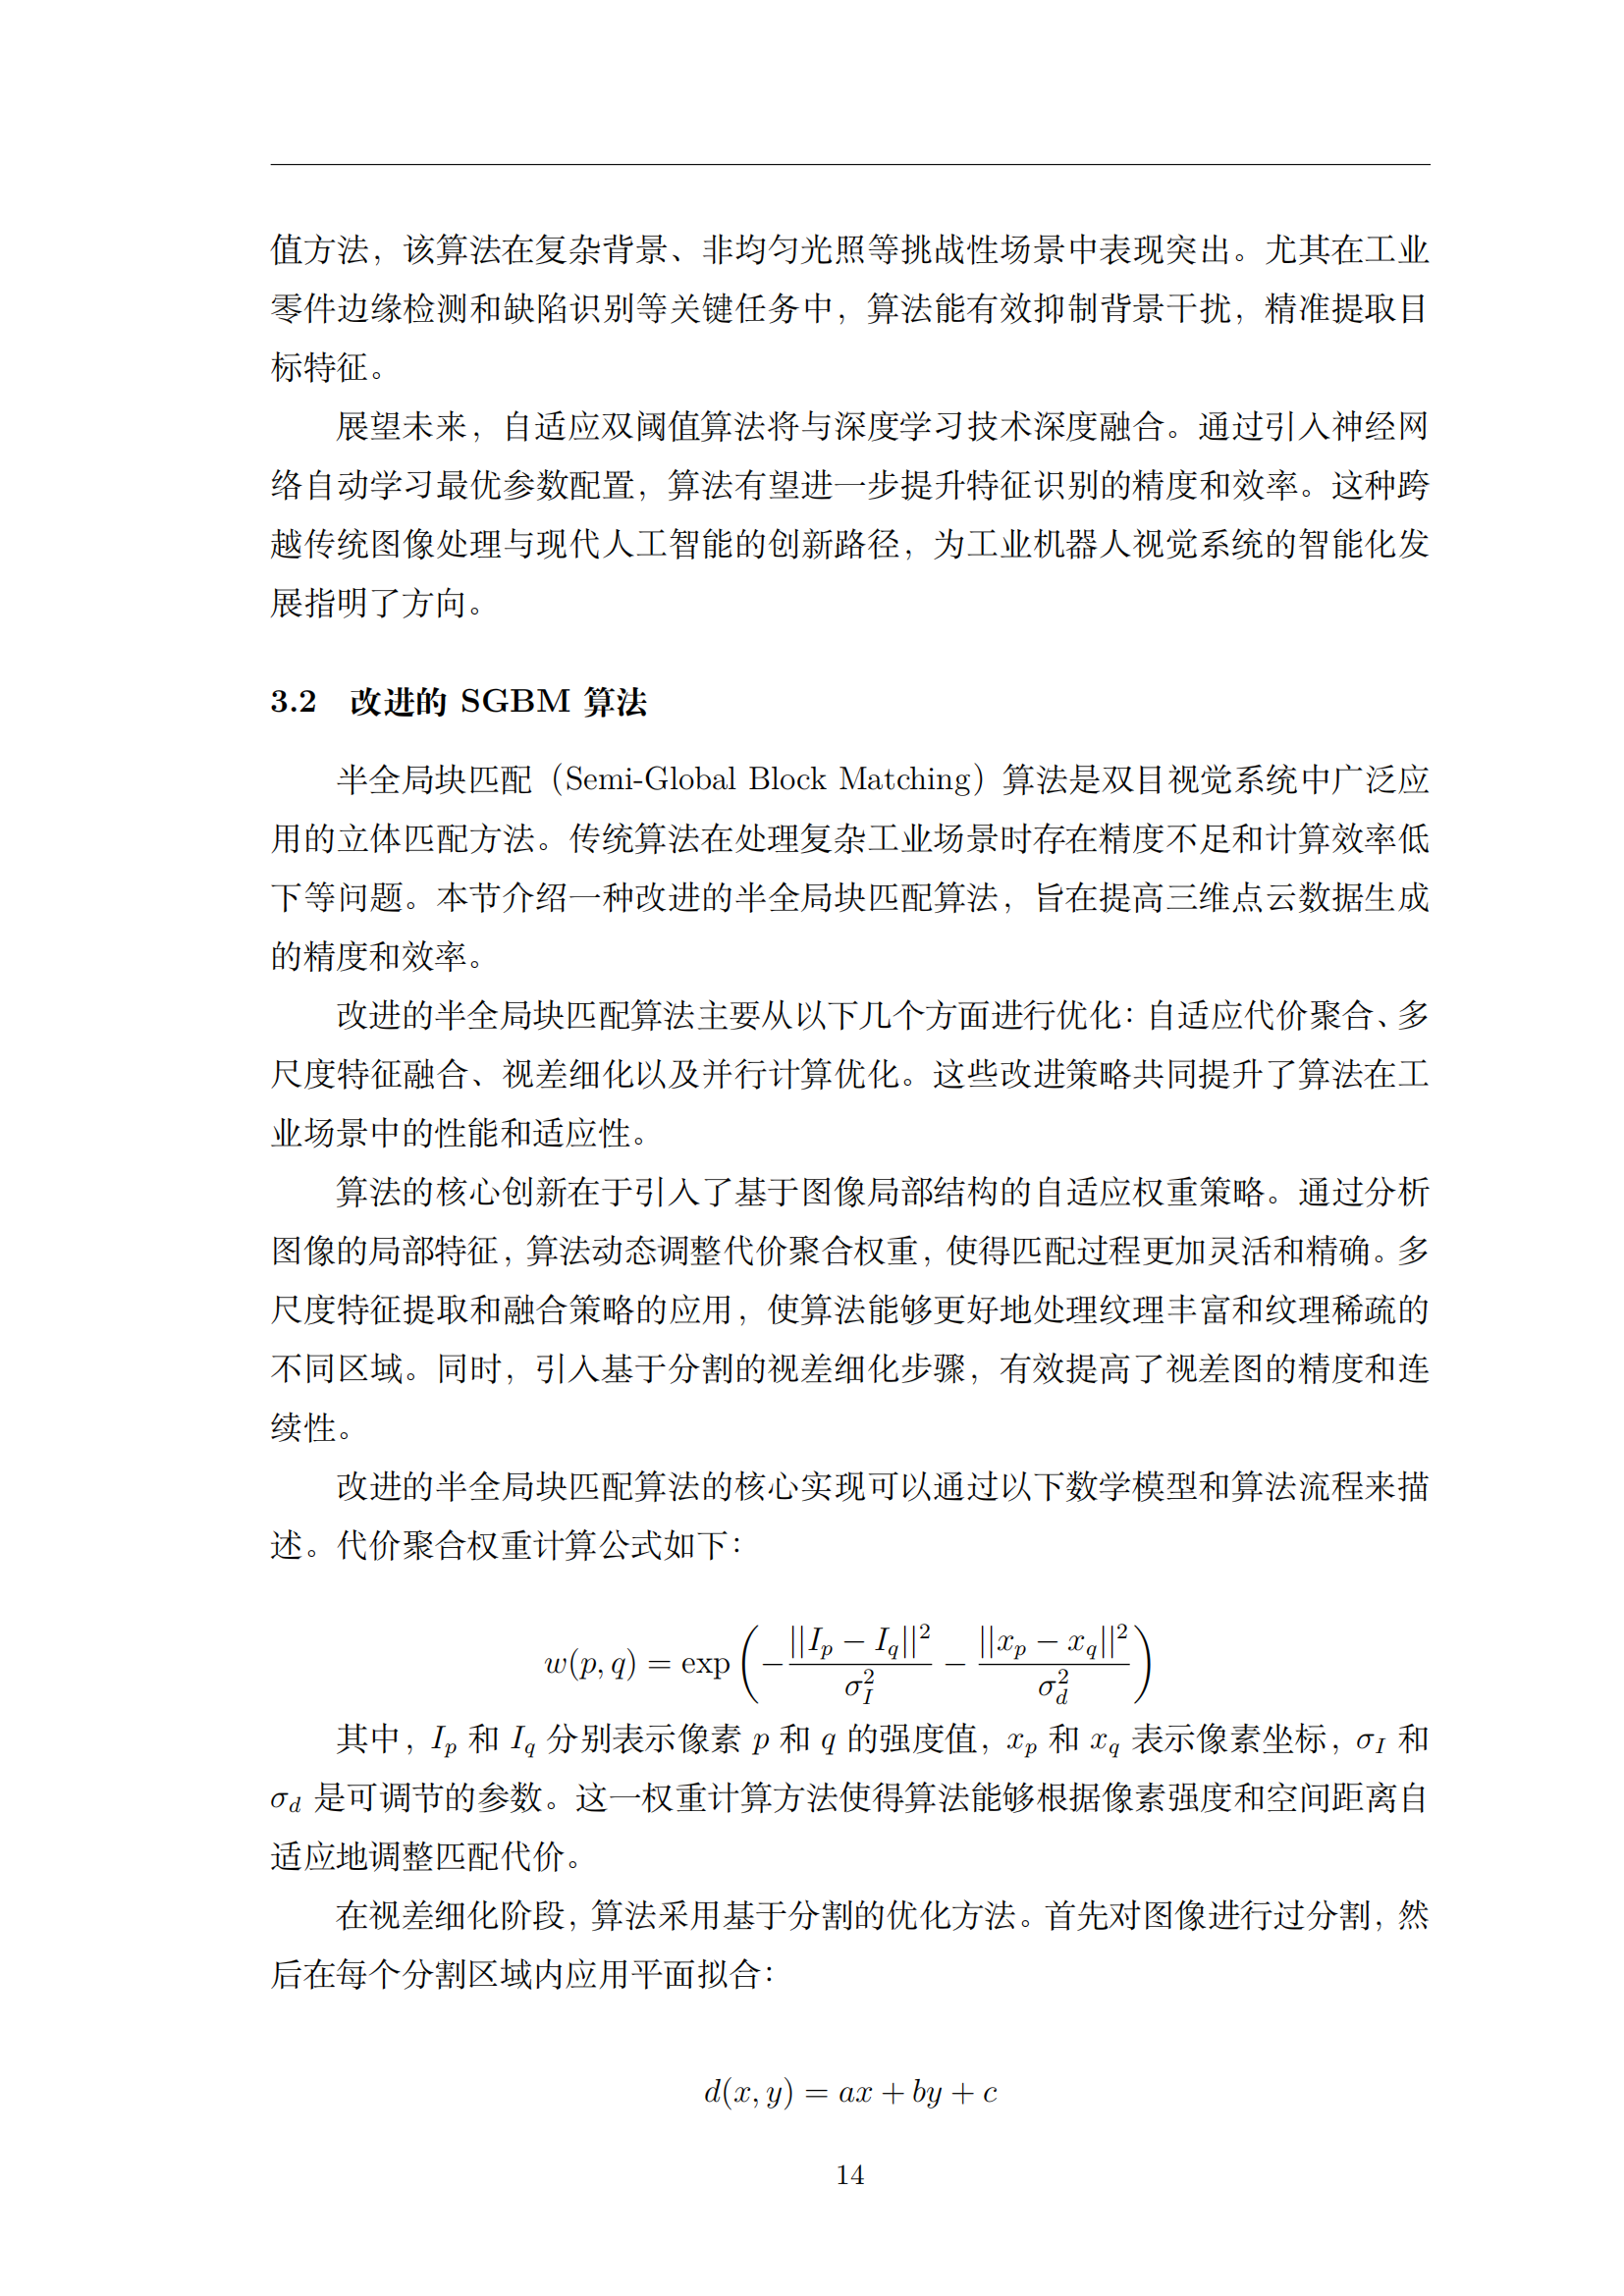 值方法，该算法在复杂背景、非均匀光照等挑战性场景中表现突出。尤其在工业
零件边缘检测和缺陷识别等关键任务中，算法能有效抑制背景干扰，精准提取目
标特征。
展望未来，自适应双阈值算法将与深度学习技术深度融合。通过引入神经网
络自动学习最优参数配置，算法有望进一步提升特征识别的精度和效率。这种跨
越传统图像处理与现代人工智能的创新路径，为工业机器人视觉系统的智能化发
展指明了方向。
3.2 改进的 SGBM 算法
半全局块匹配（Semi-Global Block Matching）算法是双目视觉系统中广泛应
用的立体匹配方法。传统算法在处理复杂工业场景时存在精度不足和计算效率低
下等问题。本节介绍一种改进的半全局块匹配算法，旨在提高三维点云数据生成
的精度和效率。
改进的半全局块匹配算法主要从以下几个方面进行优化：自适应代价聚合、多
尺度特征融合、视差细化以及并行计算优化。这些改进策略共同提升了算法在工
业场景中的性能和适应性。
算法的核心创新在于引入了基于图像局部结构的自适应权重策略。通过分析
图像的局部特征，算法动态调整代价聚合权重，使得匹配过程更加灵活和精确。多
尺度特征提取和融合策略的应用，使算法能够更好地处理纹理丰富和纹理稀疏的
不同区域。同时，引入基于分割的视差细化步骤，有效提高了视差图的精度和连
续性。
改进的半全局块匹配算法的核心实现可以通过以下数学模型和算法流程来描
述。代价聚合权重计算公式如下：
$w(p, q) = \exp\left(-\frac{||I_p - I_q||^2}{\sigma_I^2} - \frac{||x_p - x_q||^2}{\sigma_d^2}\right)$
其中，$I_p$ 和 $I_q$ 分别表示像素 $p$ 和 $q$ 的强度值，$x_p$ 和 $x_q$ 表示像素坐标，$\sigma_I$ 和
$\sigma_d$ 是可调节的参数。这一权重计算方法使得算法能够根据像素强度和空间距离自
适应地调整匹配代价。
在视差细化阶段，算法采用基于分割的优化方法。首先对图像进行过分割，然
后在每个分割区域内应用平面拟合：
$d(x, y) = ax + by + c$
14